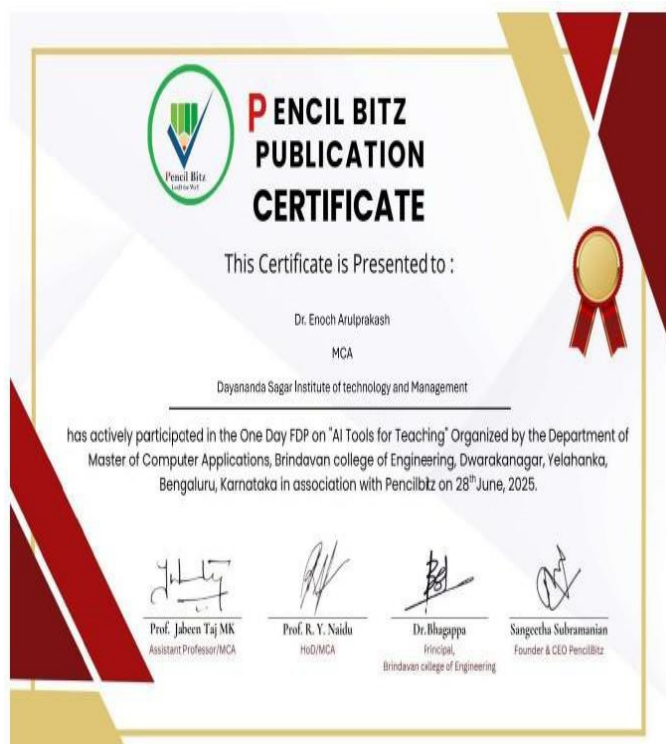 Pencil Bitz
PENCIL BITZ
PUBLICATION
CERTIFICATE
This Certificate is Presented to :
Dr. Enoch Arulprakash
MCA
Dayananda Sagar Institute of technology and Management
has actively participated in the One Day FDP on "AI Tools for Teaching" Organized by the Department of
Master of Computer Applications, Brindavan college of Engineering, Dwarakanagar, Yelahanka,
Bengaluru, Karnataka in association with Pencilbitz on 28th June, 2025.
Prof. Jabeen Taj MK Prof. R. Y. Naidu Dr.Bhagappa Sangeetha Subramanian
Assistant Professor/MCA HoD/MCA Principal, Founder & CEO PencilBitz
Brindavan college of Engineering